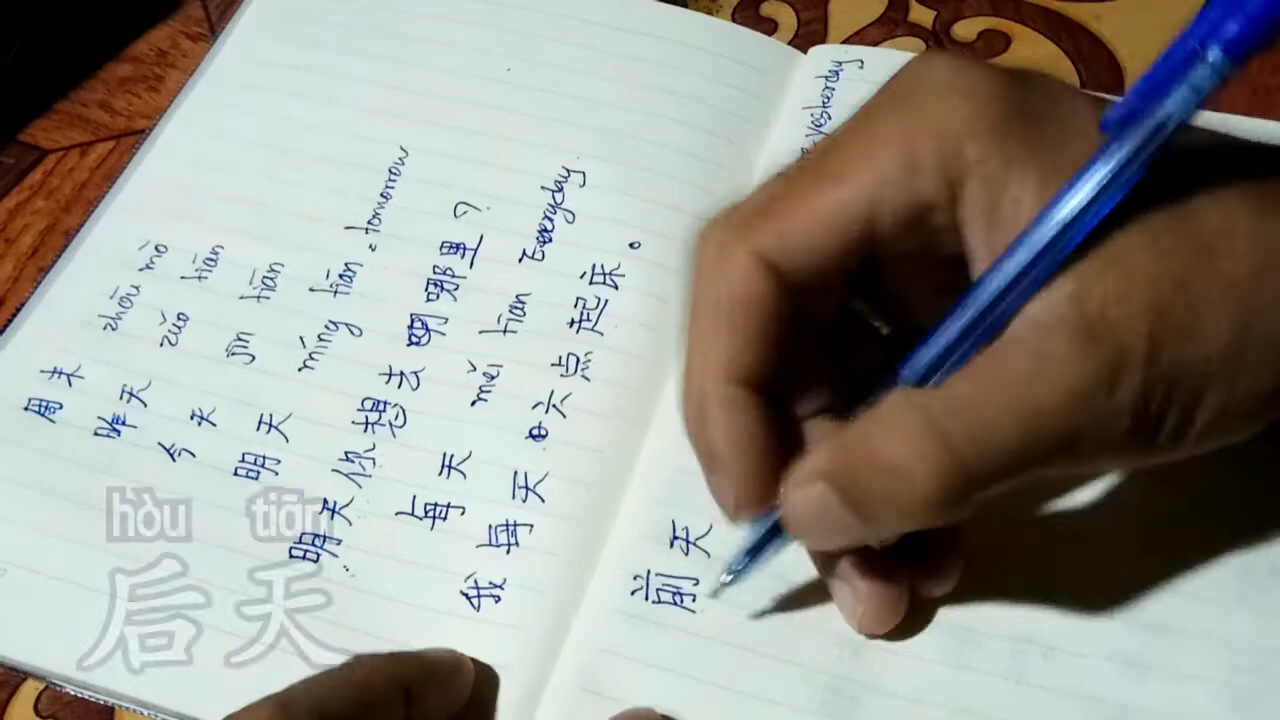 周末 zhōu mò
昨天 zuó tiān
今天 jīn tiān
明天 míng tiān = tomorrow
明天你想去哪里?
每天 měi tiān Everyday
我每天六点起床。
前天 yesterday
hòu tiān
后天